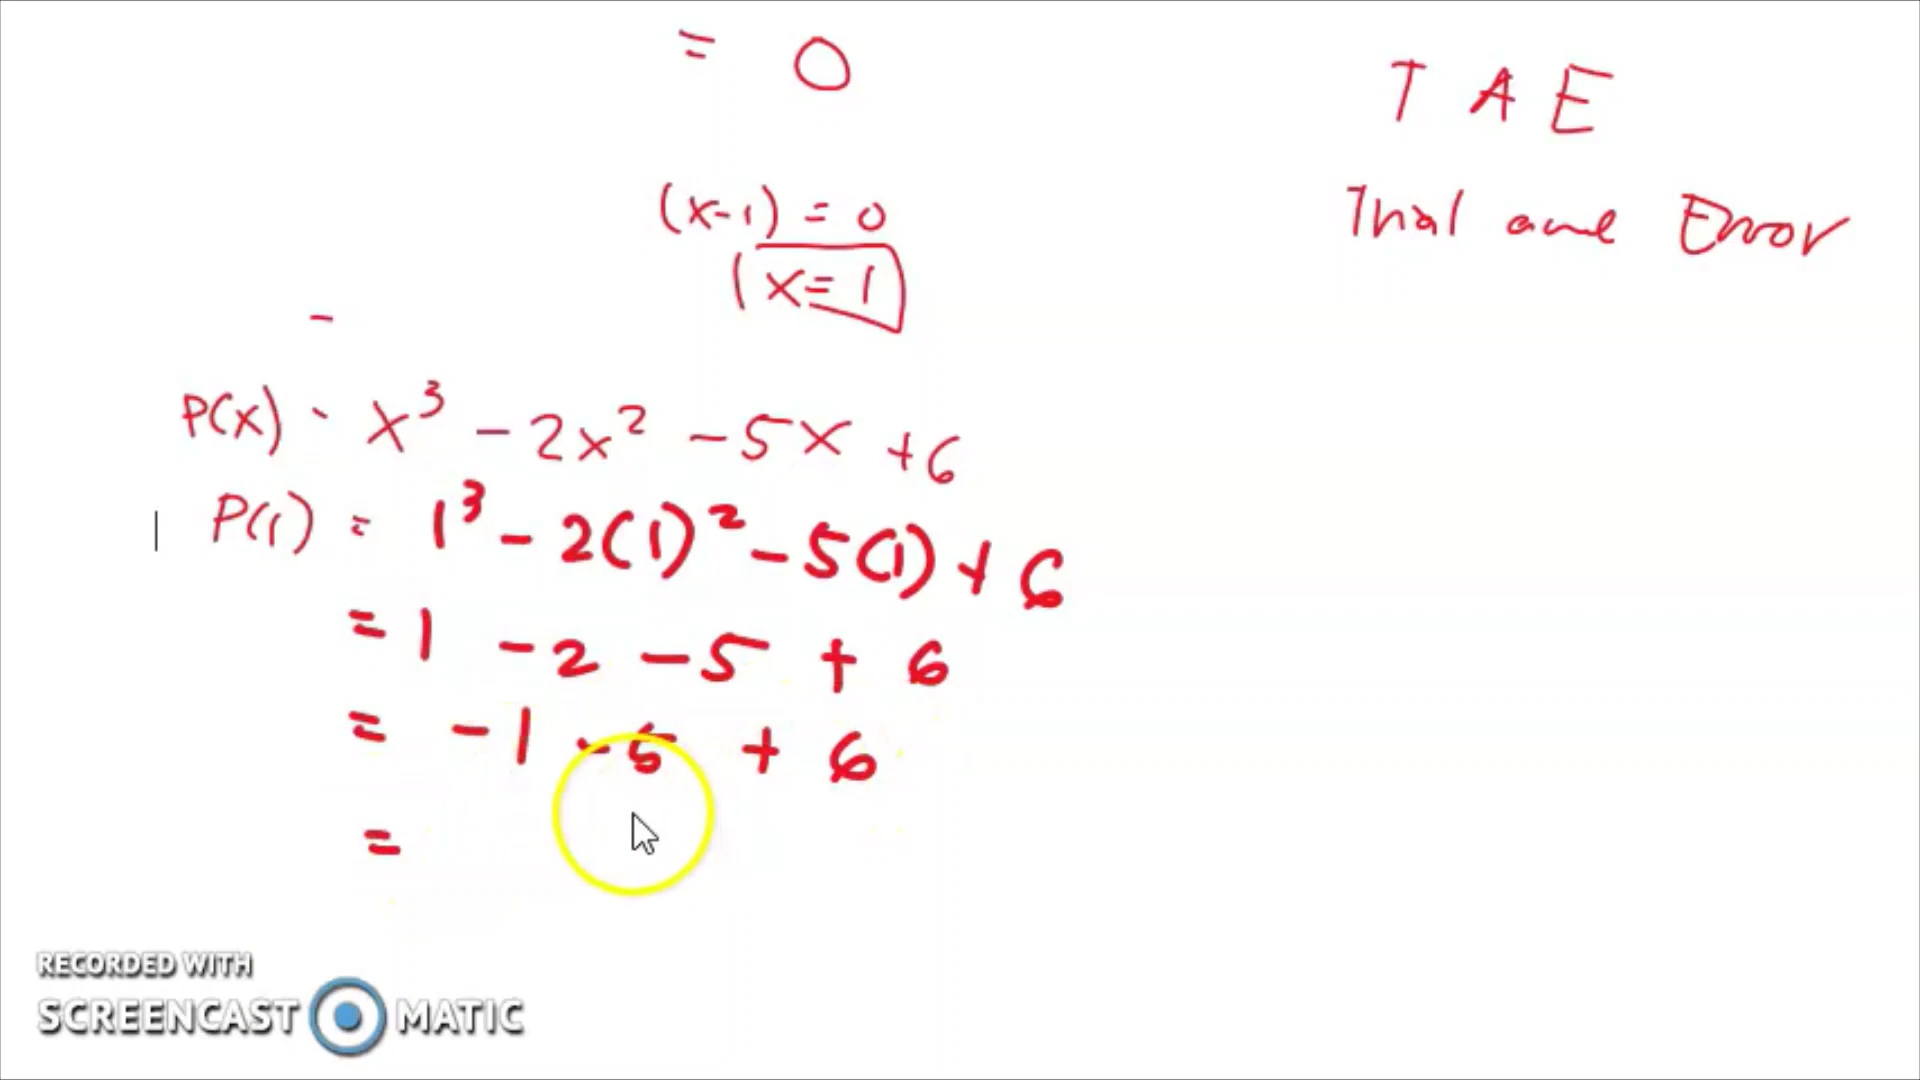 = 0
T A E
Trial and Error
(x-1) = 0
x = 1
P(x) - x³ - 2x² - 5x + 6
P(1) = 1³ - 2(1)² - 5(1) + 6
= 1 - 2 - 5 + 6
= -1 - 5 + 6
=
RECORDED WITH
SCREENCAST MATIC